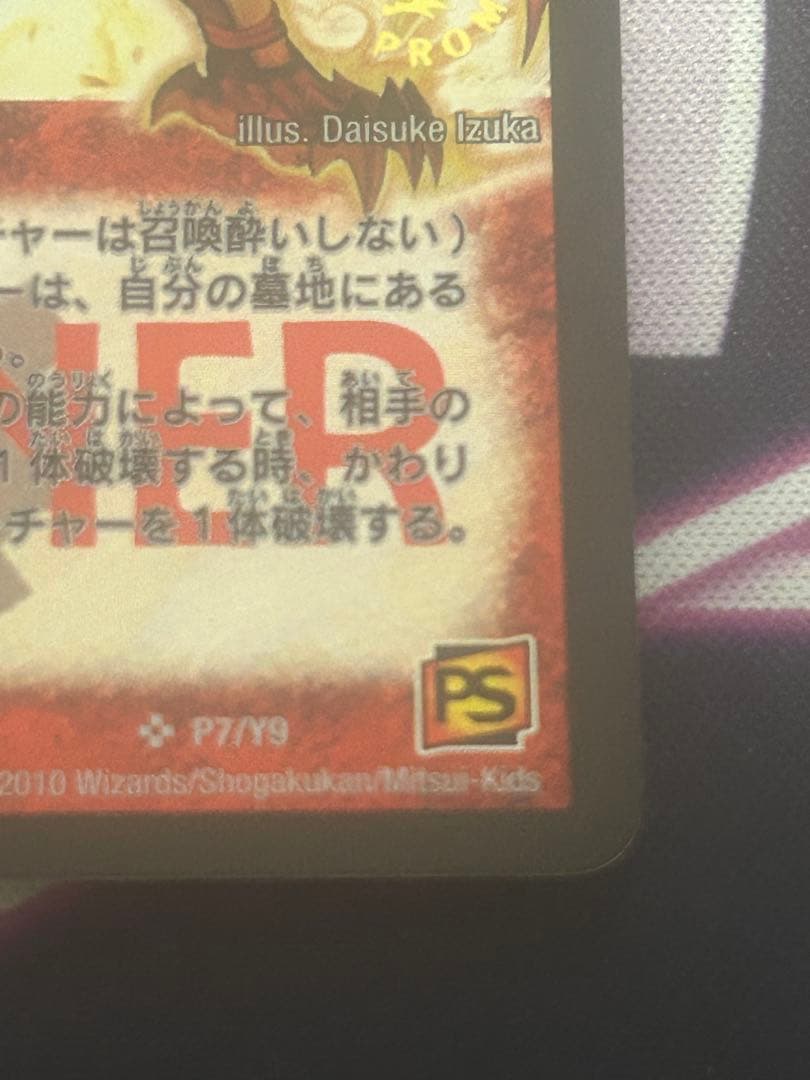 PROM
illus. Daisuke Izuka
チャーは召喚酔いしない)
ーは、自分の墓地にある
。
の能力によって、相手の
1体破壊する時、かわり
チャーを1体破壊する。
NER
PS
P7/Y9
2010 Wizards/Shogakukan/Mitsui-Kids